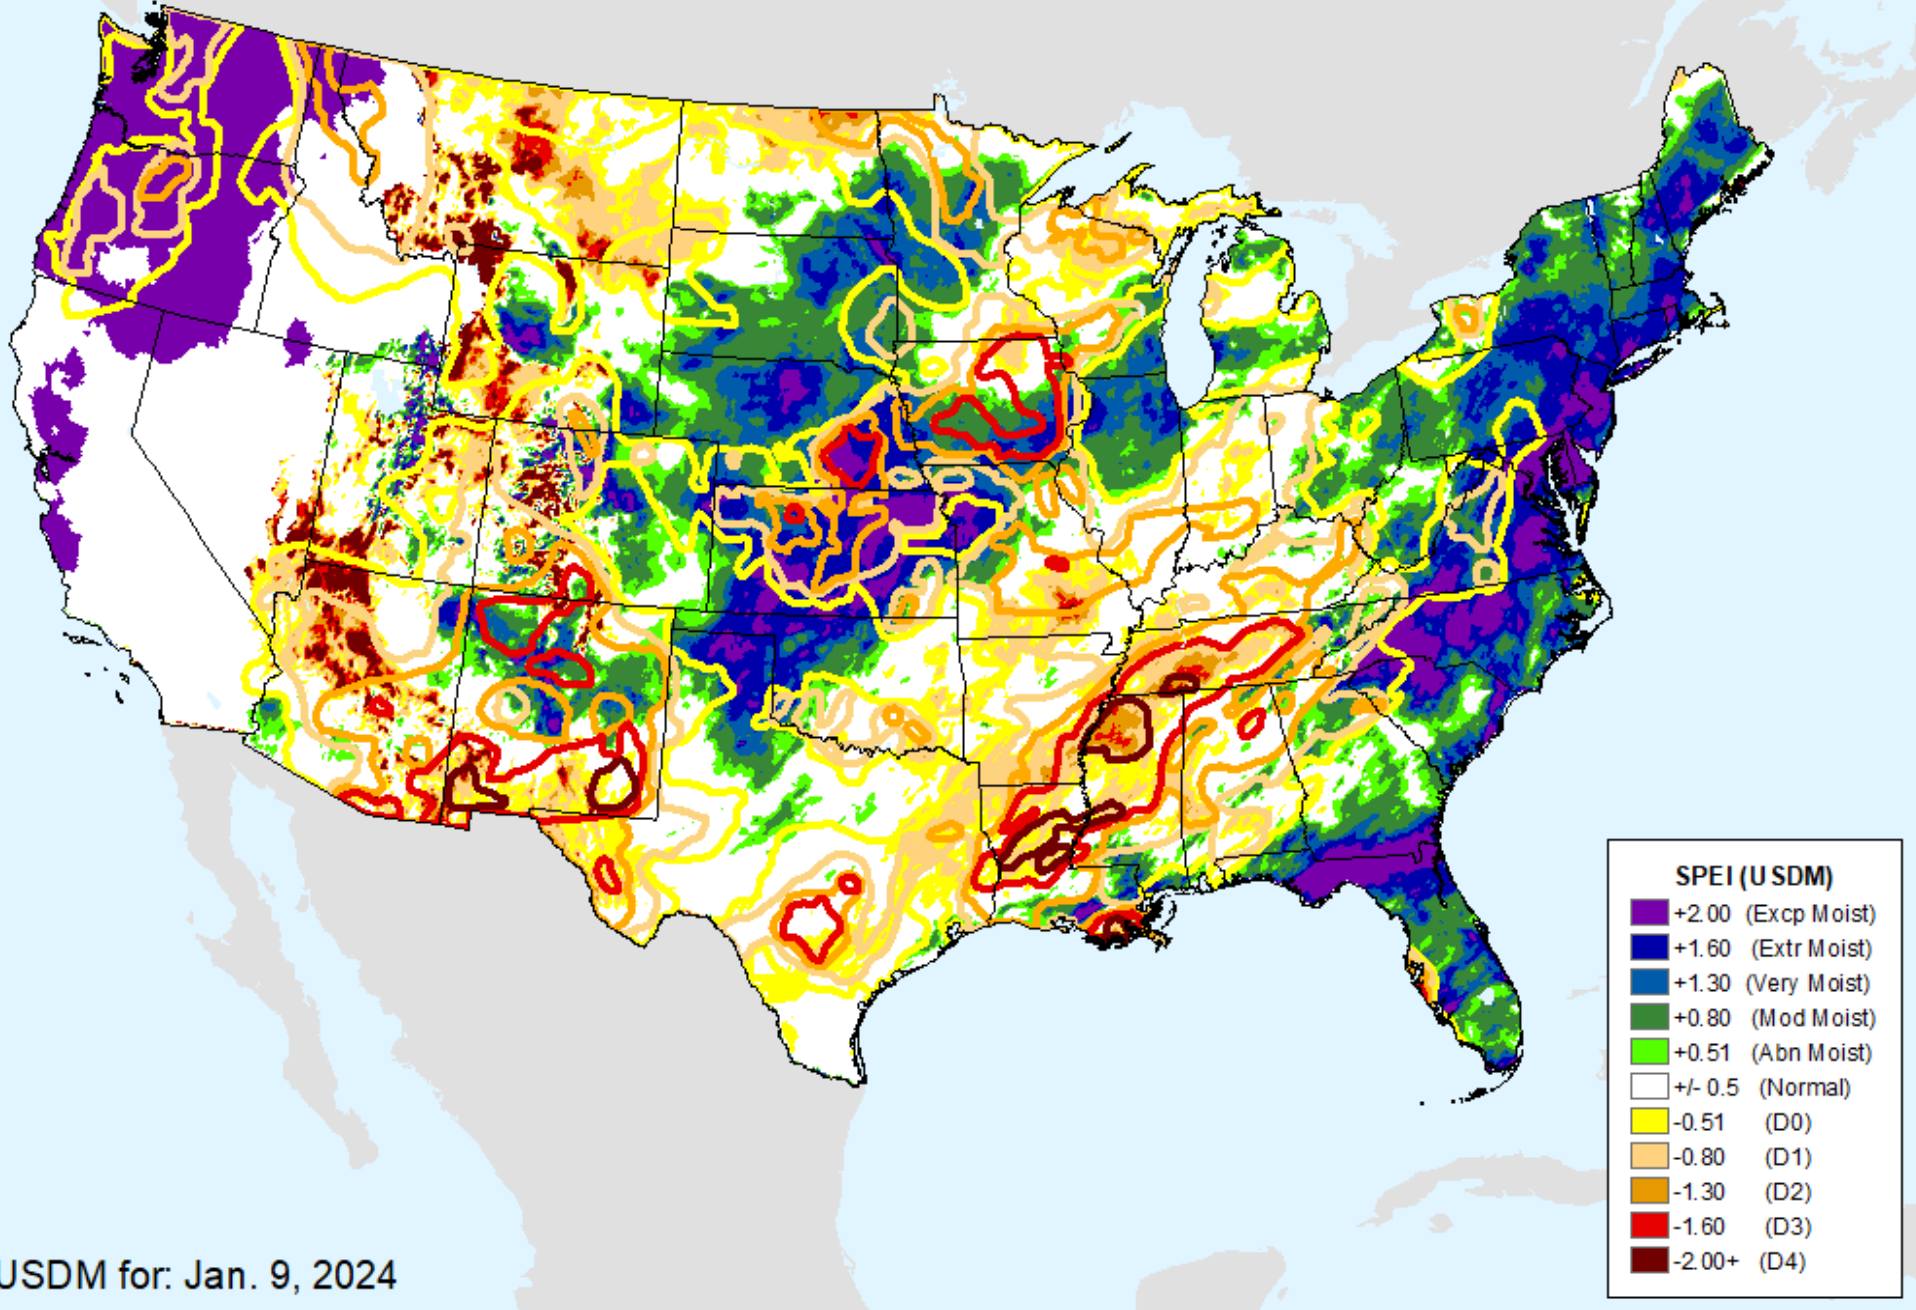 SPEI (USDM)
+2.00 (Excp Moist)
+1.60 (Extr Moist)
+1.30 (Very Moist)
+0.80 (Mod Moist)
+0.51 (Abn Moist)
+/- 0.5 (Normal)
-0.51 (D0)
-0.80 (D1)
-1.30 (D2)
-1.60 (D3)
-2.00+ (D4)
USDM for: Jan. 9, 2024